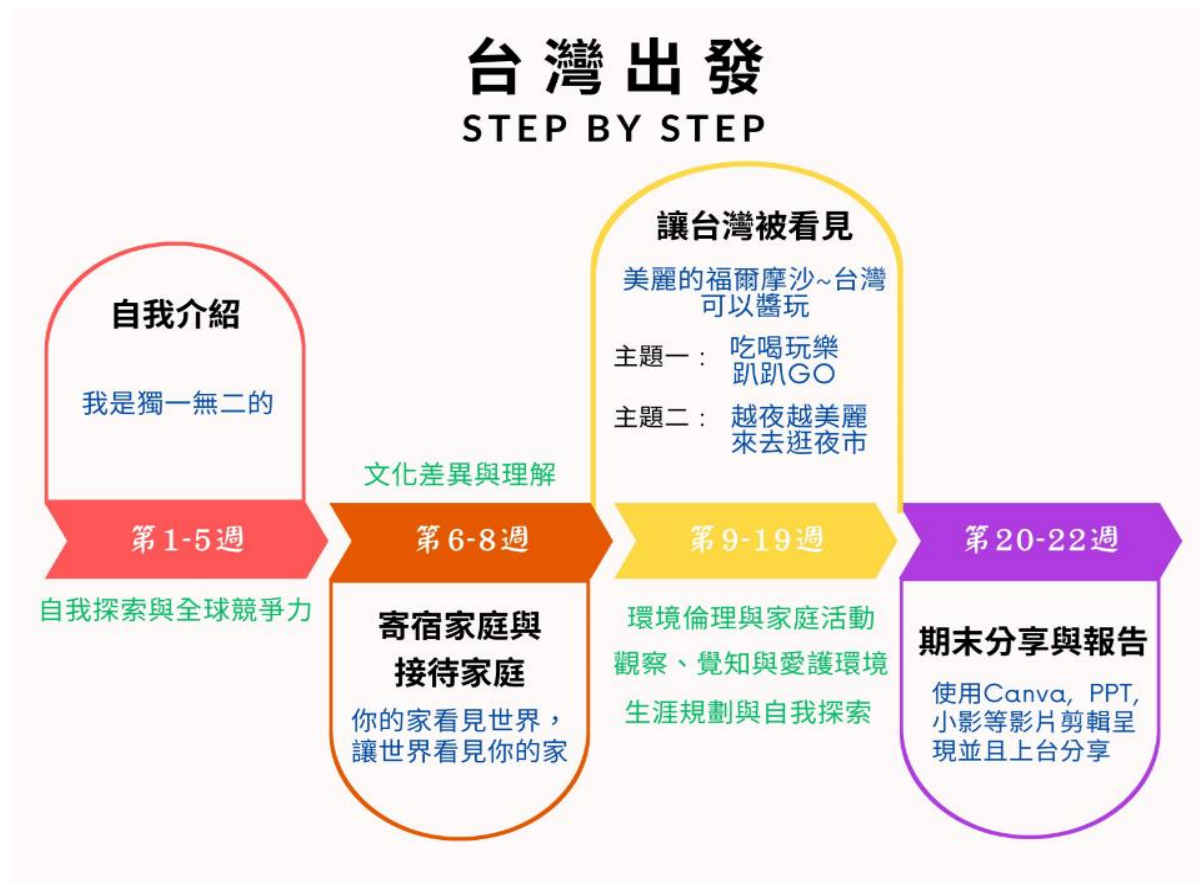 台灣出發
STEP BY STEP
自我介紹
我是獨一無二的
第1-5週
自我探索與全球競爭力
文化差異與理解
第6-8週
寄宿家庭與
接待家庭
你的家看見世界，
讓世界看見你的家
讓台灣被看見
美麗的福爾摩沙~台灣
可以醬玩
主題一： 吃喝玩樂
趴趴GO
主題二： 越夜越美麗
來去逛夜市
第9-19週
環境倫理與家庭活動
觀察、覺知與愛護環境
生涯規劃與自我探索
第20-22週
期末分享與報告
使用Canva, PPT,
小影等影片剪輯呈
現並且上台分享